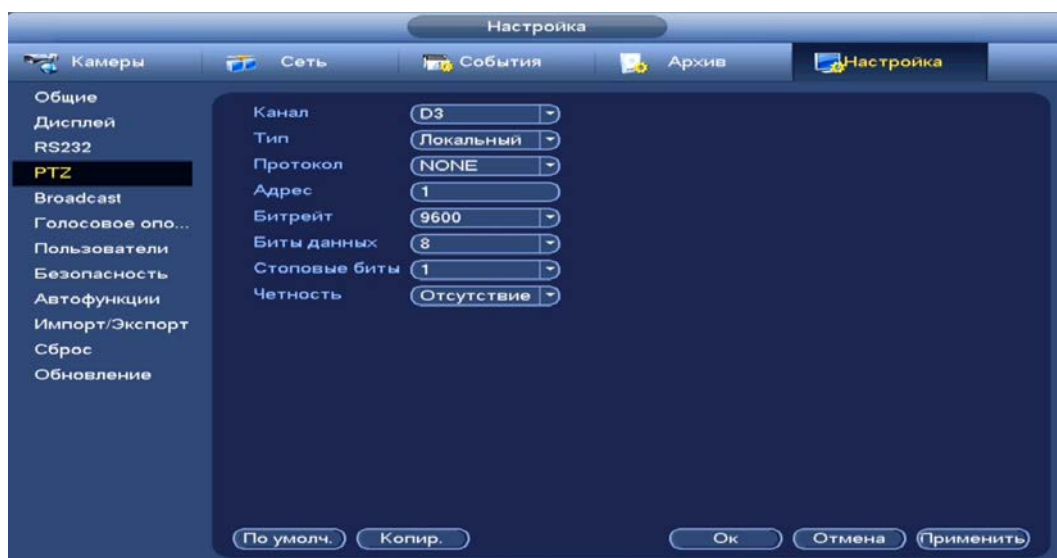 Настройка
Камеры Сеть События Архив Настройка
Общие
Дисплей
RS232
PTZ
Broadcast
Голосовое опо...
Пользователи
Безопасность
Автофункции
Импорт/Экспорт
Сброс
Обновление
Канал D3
Тип Локальный
Протокол NONE
Адрес 1
Битрейт 9600
Биты данных 8
Стоповые биты 1
Четность Отсутствие
По умолч. Копир. Ок Отмена Применить